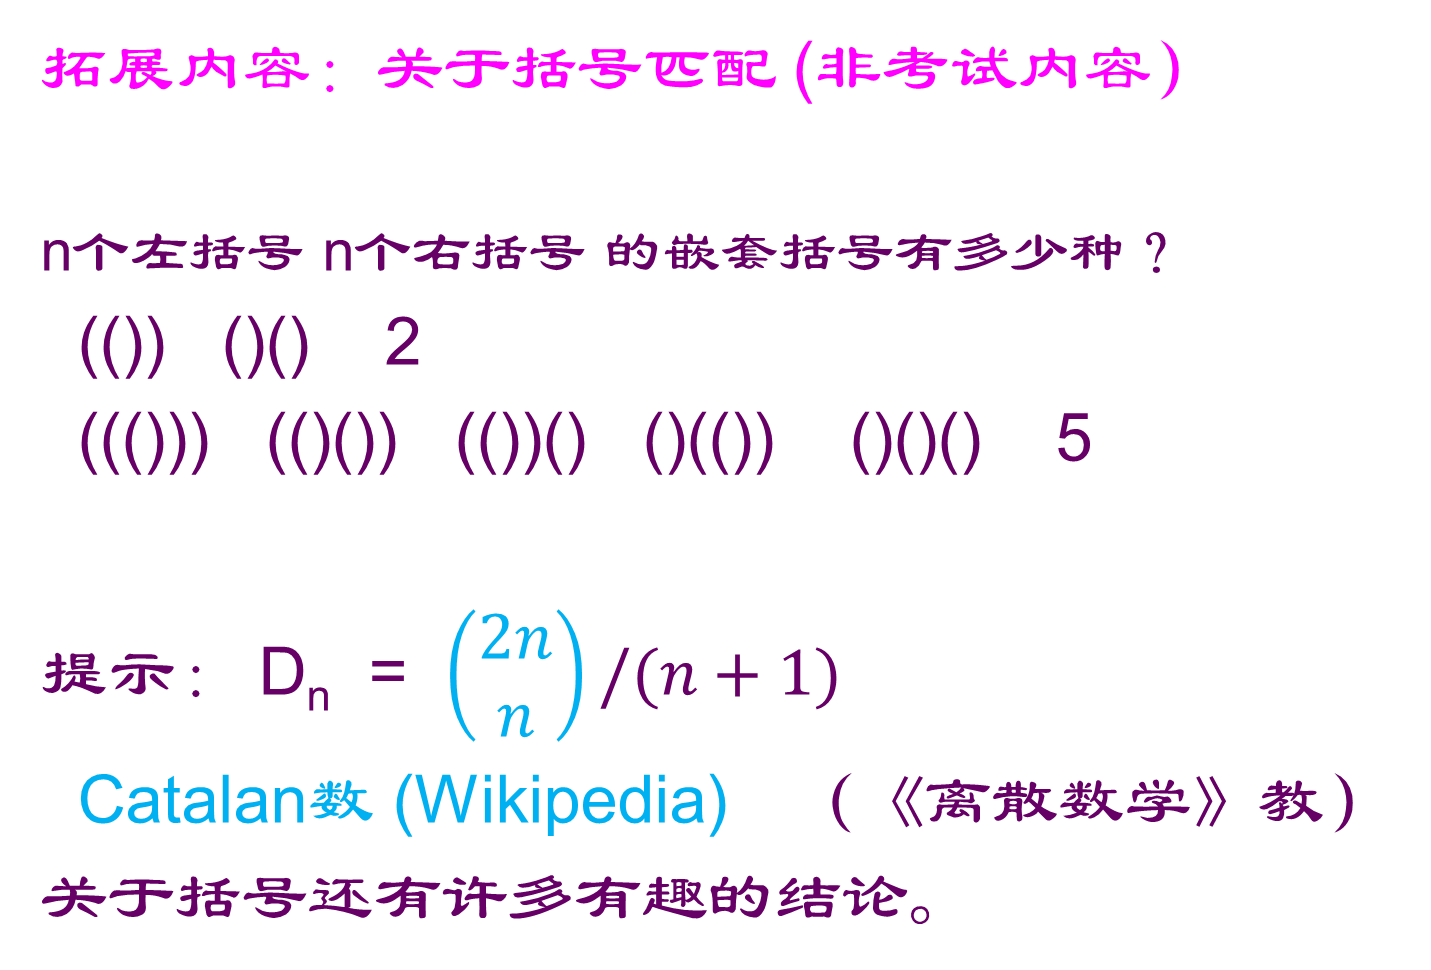 拓展内容：关于括号匹配(非考试内容)
n个左括号 n个右括号 的嵌套括号有多少种？
(()) ()() 2
((())) (()()) (())() ()(()) ()()() 5
提示： Dn = (2n n) /(n + 1)
Catalan数 (Wikipedia) (《离散数学》教)
关于括号还有许多有趣的结论。